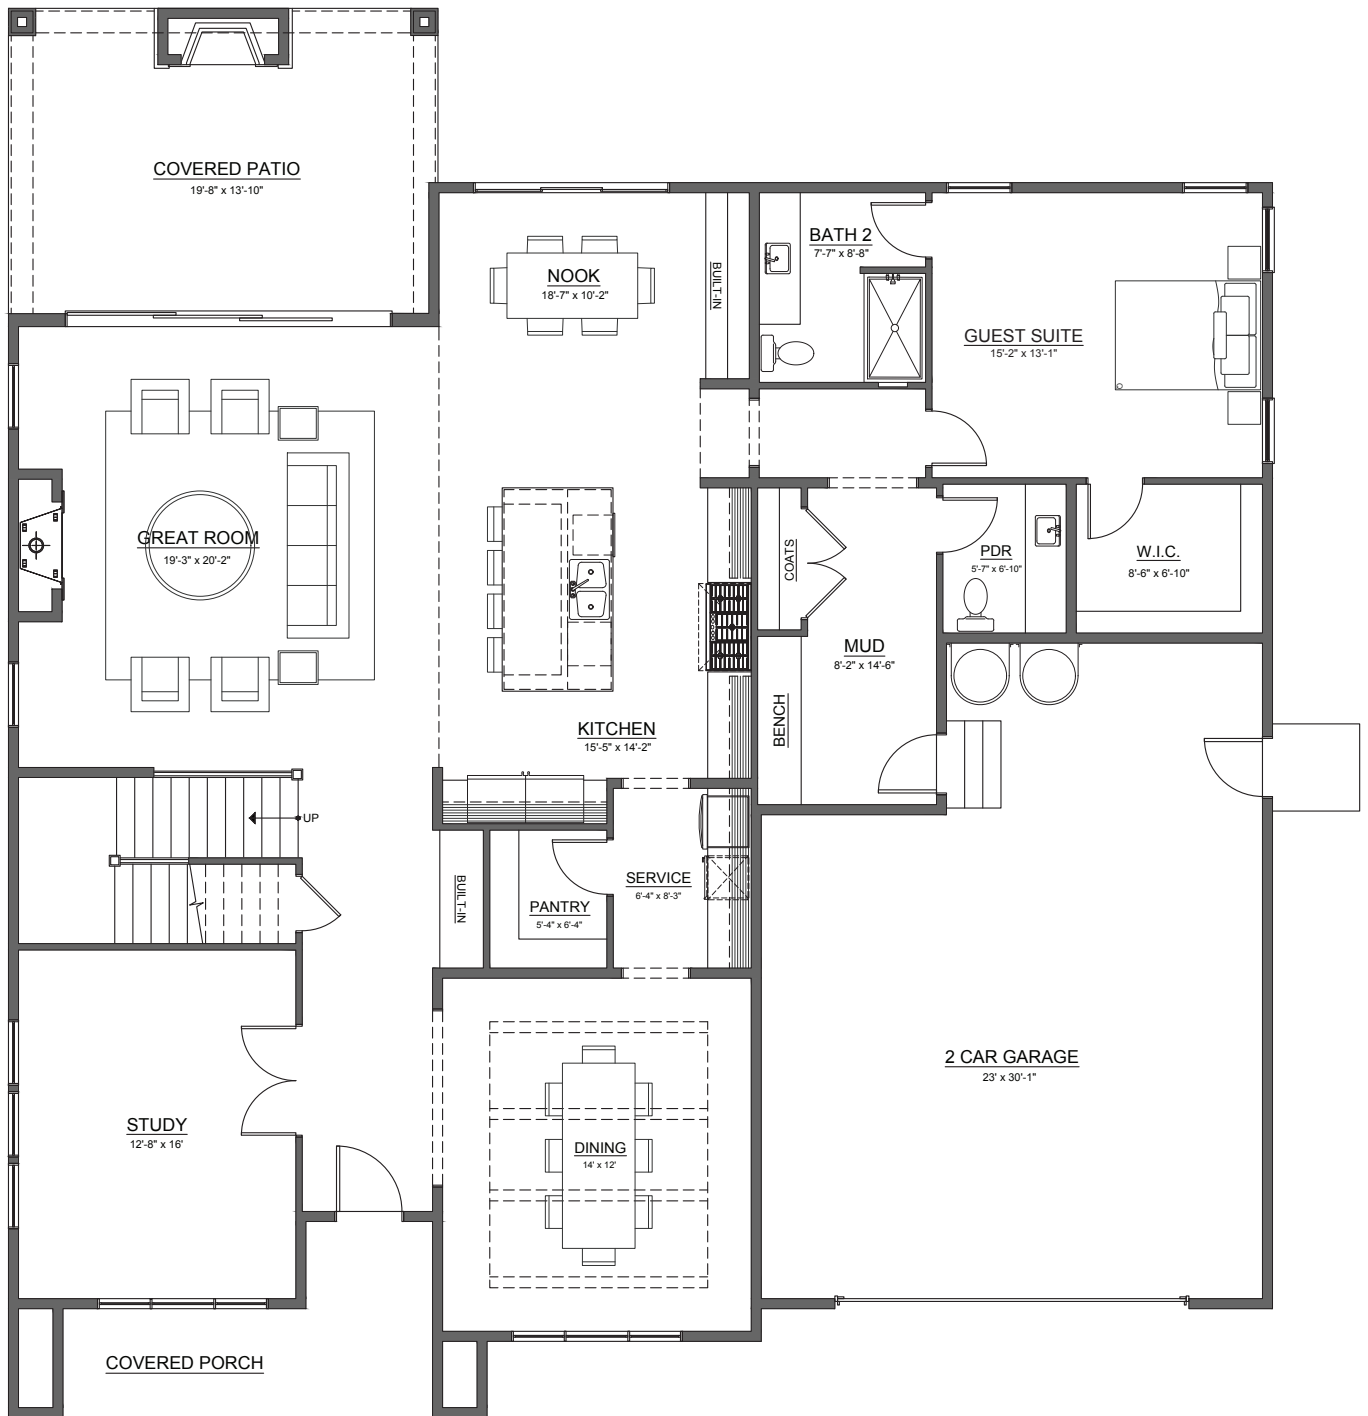 COVERED PATIO
19'-8" x 13'-10"
BATH 2
7'-7" x 8'-8"
NOOK
18'-7" x 10'-2"
BUILT-IN
GUEST SUITE
15'-2" x 13'-1"
GREAT ROOM
19'-3" x 20'-2"
COATS
PDR
5'-7" x 6'-10"
W.I.C.
8'-6" x 6'-10"
MUD
8'-2" x 14'-6"
KITCHEN
15'-5" x 14'-2"
BENCH
UP
SERVICE
6'-4" x 8'-3"
BUILT-IN
PANTRY
5'-4" x 6'-4"
2 CAR GARAGE
23' x 30'-1"
STUDY
12'-8" x 16'
DINING
14' x 12'
COVERED PORCH